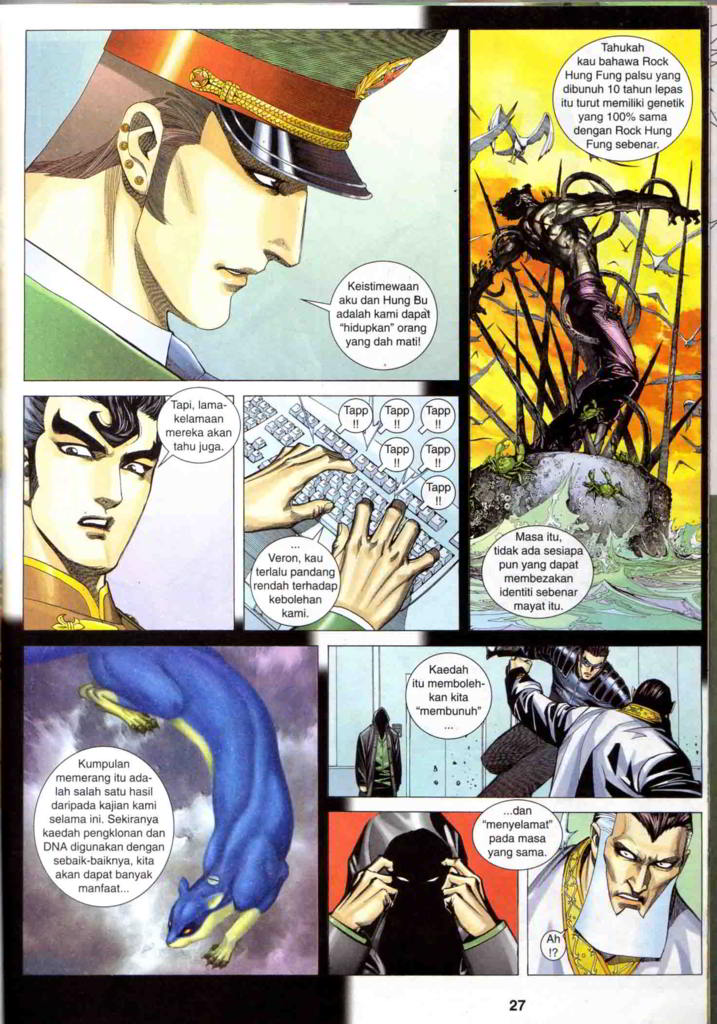 Keistimewaan
aku dan Hung Bu
adalah kami dapat
“hidupkan” orang
yang dah mati!
Tahukah
kau bahawa Rock
Hung Fung palsu yang
dibunuh 10 tahun lepas
itu turut memiliki genetik
yang 100% sama
dengan Rock Hung
Fung sebenar.
Masa itu,
tidak ada sesiapa
pun yang dapat
membezakan
identiti sebenar
mayat itu.
Tapi, lama-
kelamaan
mereka akan
tahu juga.
Tapp
!!
Tapp
!!
Tapp
!!
Tapp
!!
Tapp
!!
Tapp
!!
...
Veron, kau
terlalu pandang
rendah terhadap
kebolehan
kami.
Kumpulan
memerang itu ada-
lah salah satu hasil
daripada kajian kami
selama ini. Sekiranya
kaedah pengklonan dan
DNA digunakan dengan
sebaik-baiknya, kita
akan dapat banyak
manfaat...
Kaedah
itu memboleh-
kan kita
“membunuh”
...
...dan
“menyelamat”
pada masa
yang sama.
Ah
!?
27